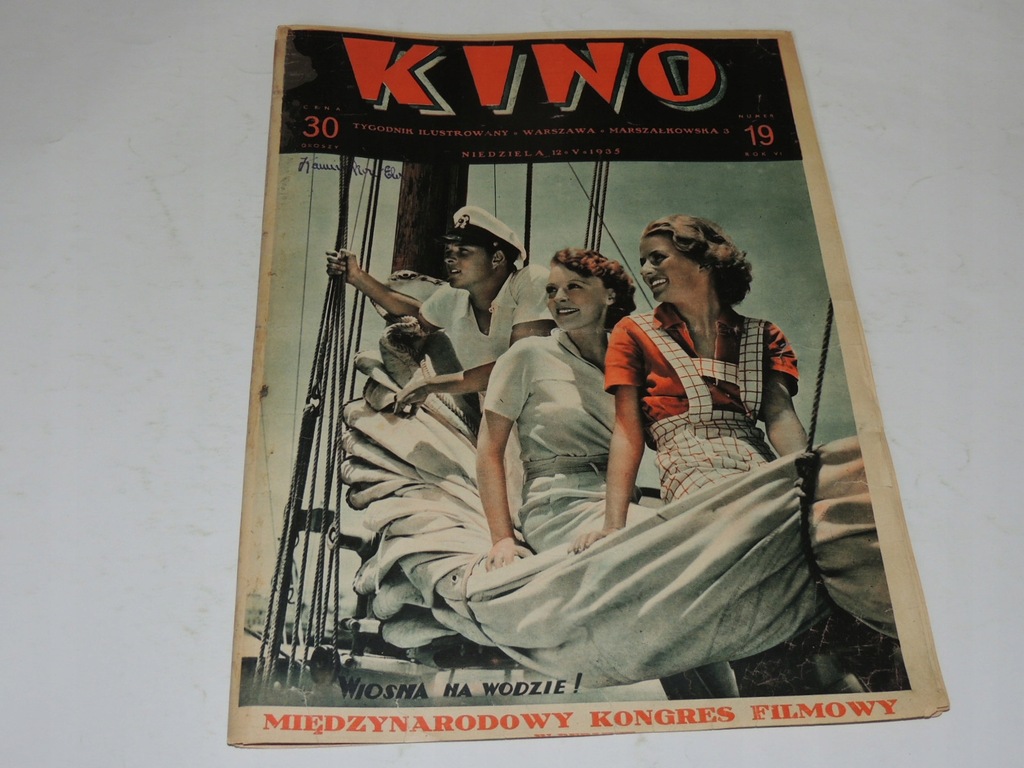 KINO
CENA
30
GROSZY
TYGODNIK ILUSTROWANY • WARSZAWA • MARSZAŁKOWSKA 3
NIEDZIELA 12•V•1935
NUMER
19
ROK VI
WIOSNA NA WODZIE!
MIĘDZYNARODOWY KONGRES FILMOWY